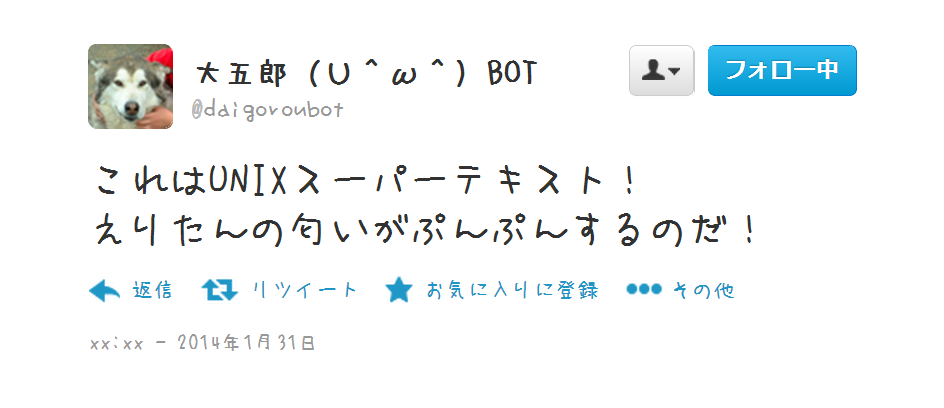 大五郎（U＾ω＾）BOT
フォロー中
@daigoroubot
これはUNIXスーパーテキスト！
えりたんの匂いがぷんぷんするのだ！
返信 リツイート お気に入りに登録 その他
xx:xx - 2014年1月31日